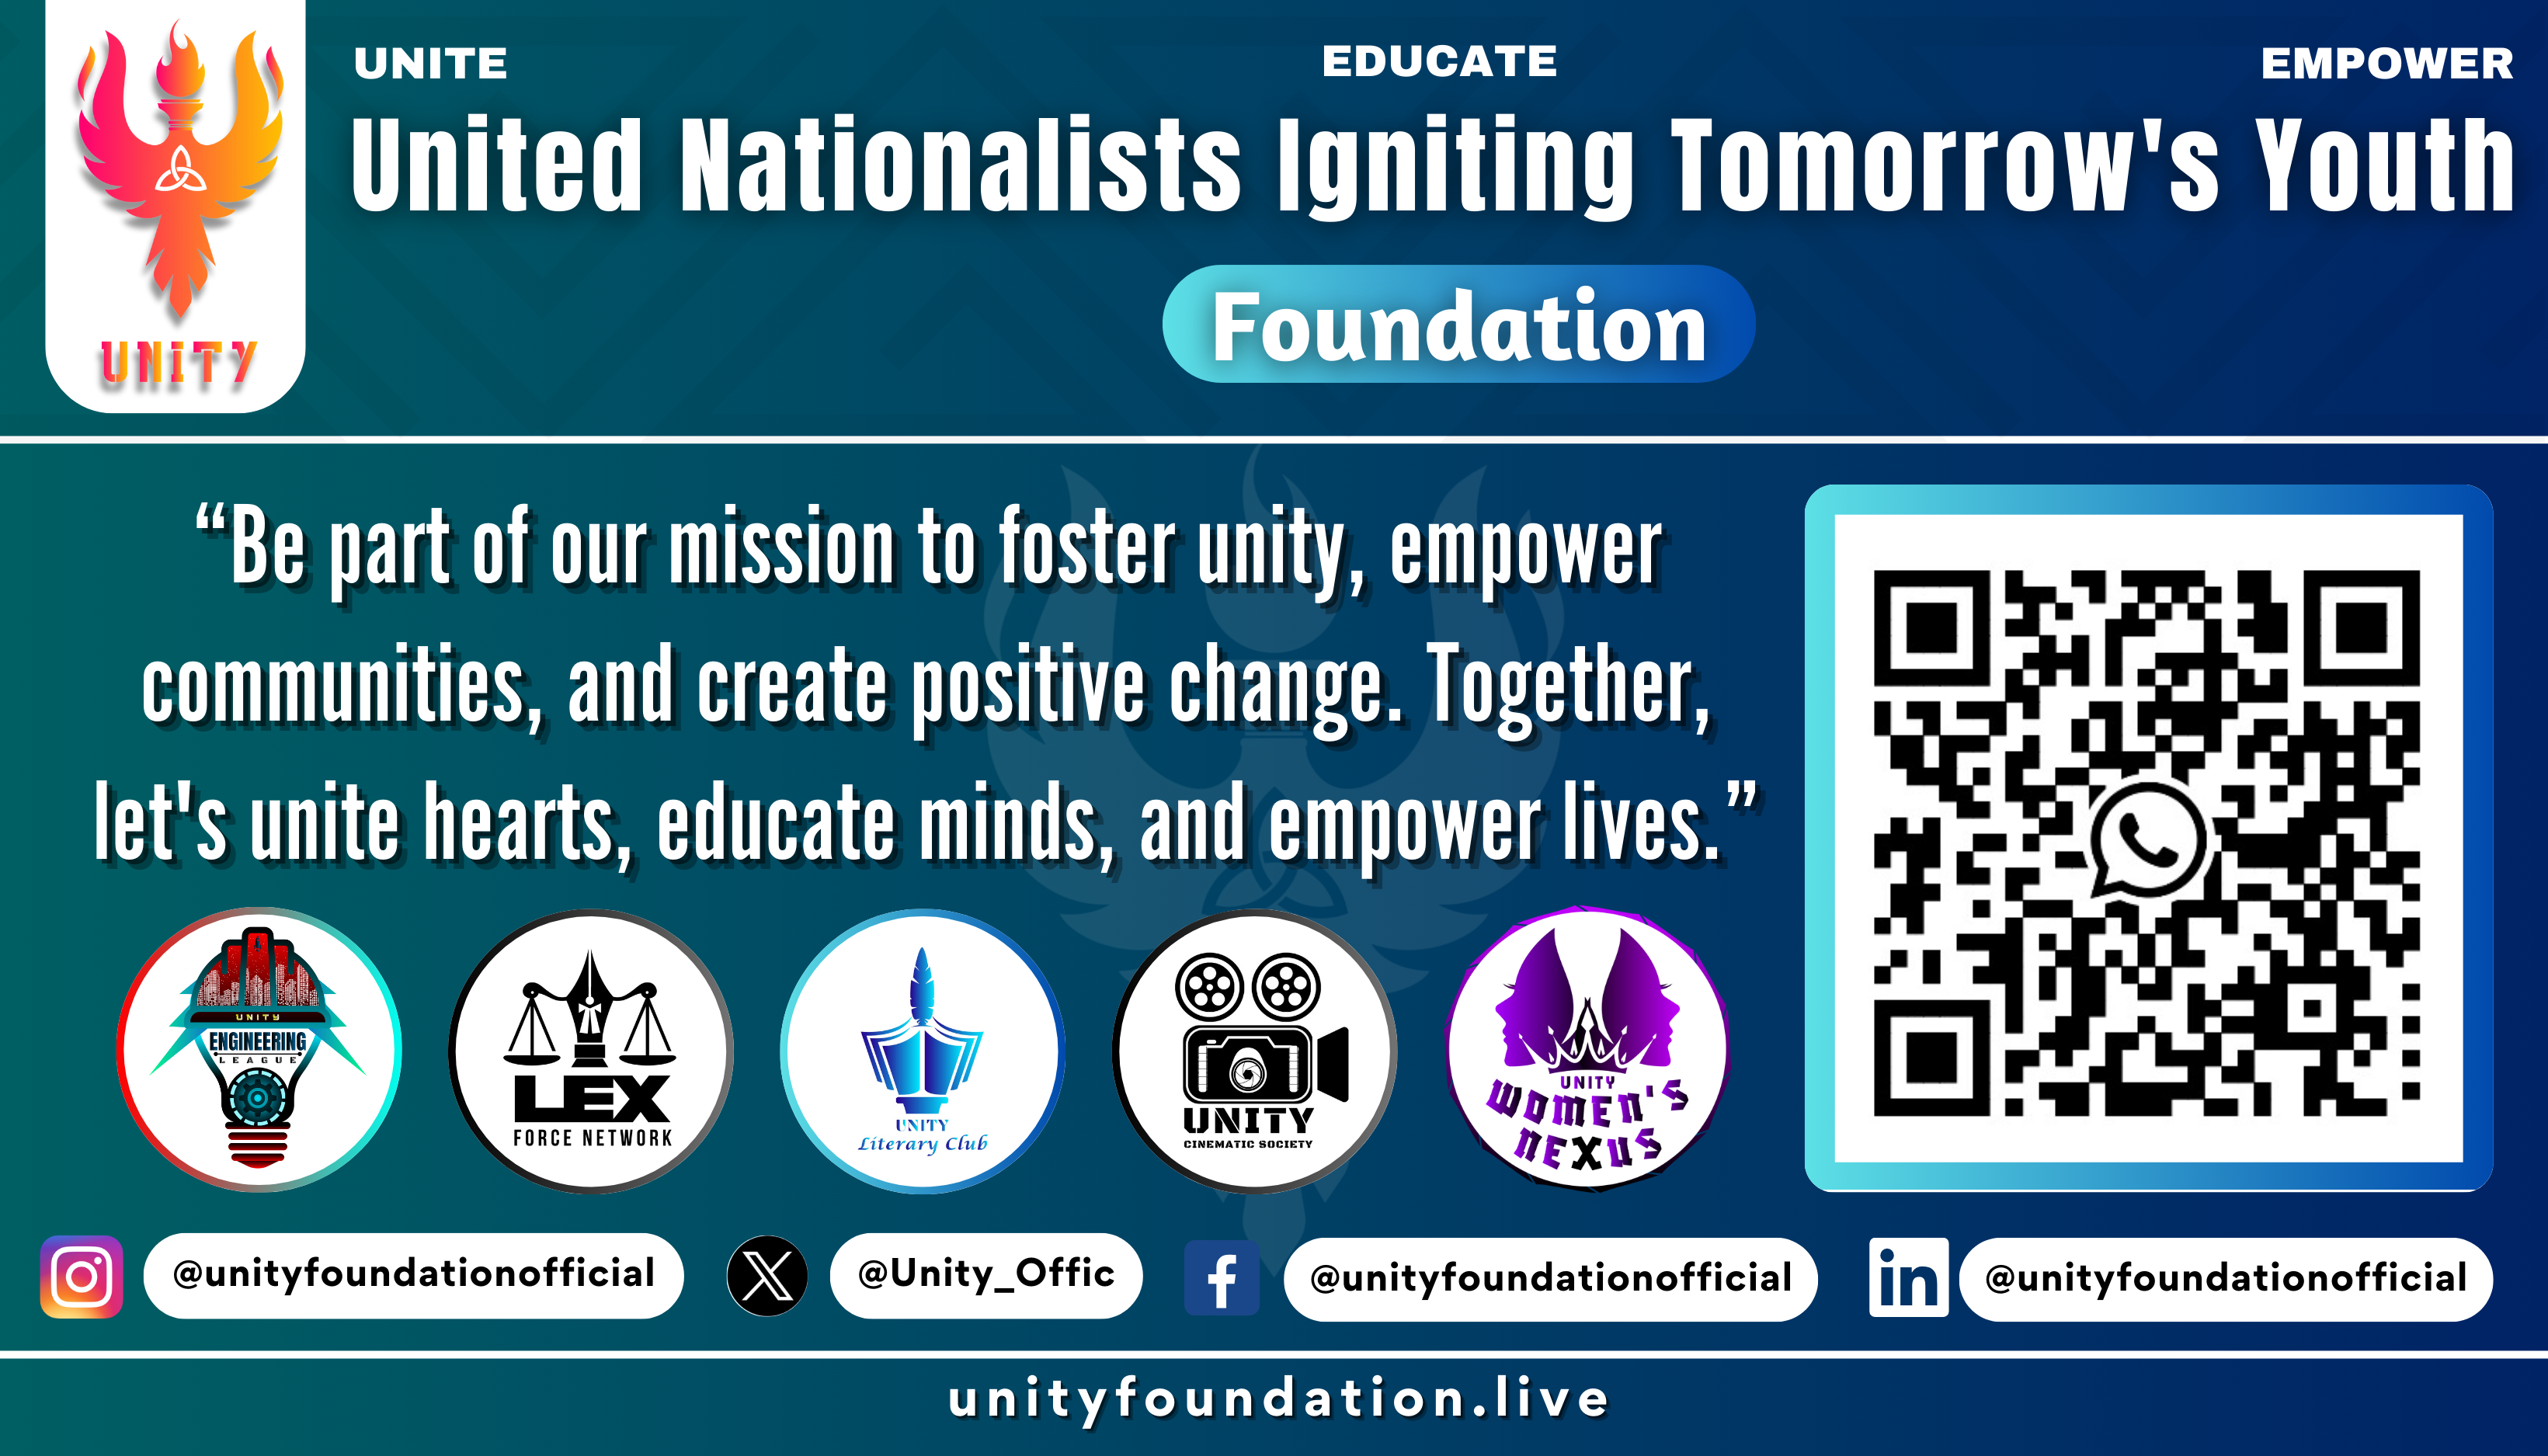 UNITE EDUCATE EMPOWER
United Nationalists Igniting Tomorrow's Youth
Foundation
UNITY
“Be part of our mission to foster unity, empower
communities, and create positive change. Together,
let's unite hearts, educate minds, and empower lives.”
UNITY
ENGINEERING
LEAGUE
LEX
FORCE NETWORK
UNITY
Literary Club
UNITY
CINEMATIC SOCIETY
UNITY
WOMEN'S
NEXUS
@unityfoundationofficial
@Unity_Offic
@unityfoundationofficial
in
@unityfoundationofficial
unityfoundation.live